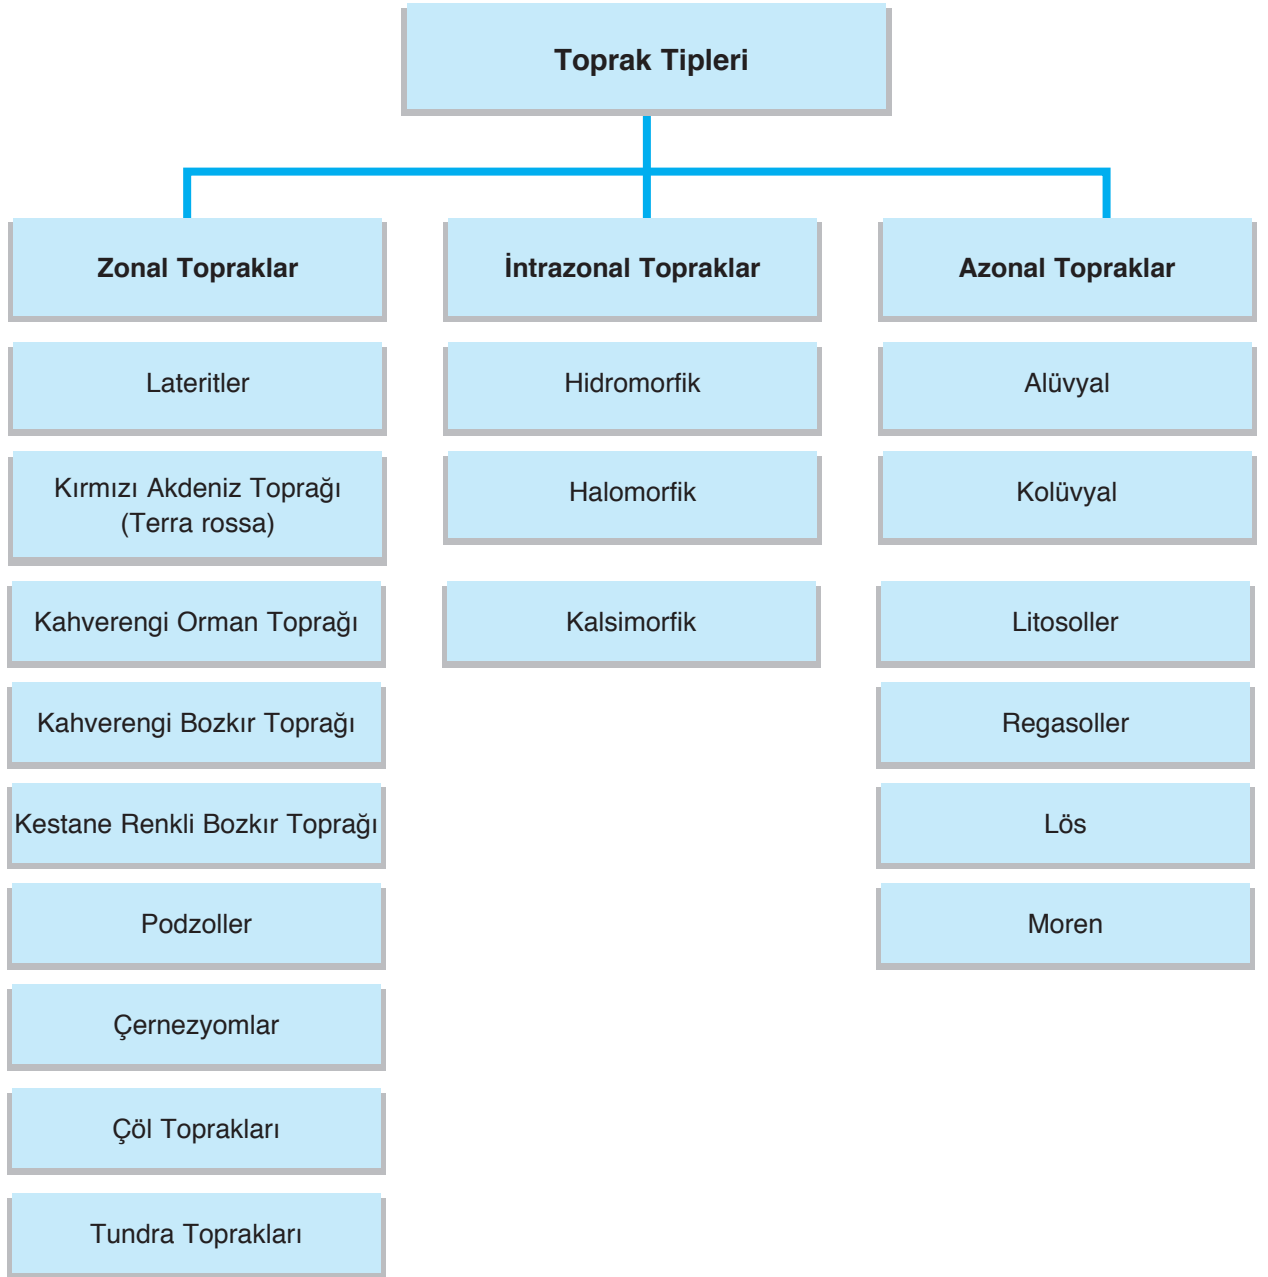 Toprak Tipleri
Zonal Topraklar
Lateritler
Kırmızı Akdeniz Toprağı
(Terra rossa)
Kahverengi Orman Toprağı
Kahverengi Bozkır Toprağı
Kestane Renkli Bozkır Toprağı
Podzoller
Çernezyomlar
Çöl Toprakları
Tundra Toprakları
İntrazonal Topraklar
Hidromorfik
Halomorfik
Kalsimorfik
Azonal Topraklar
Alüvyal
Kolüvyal
Litosoller
Regasoller
Lös
Moren